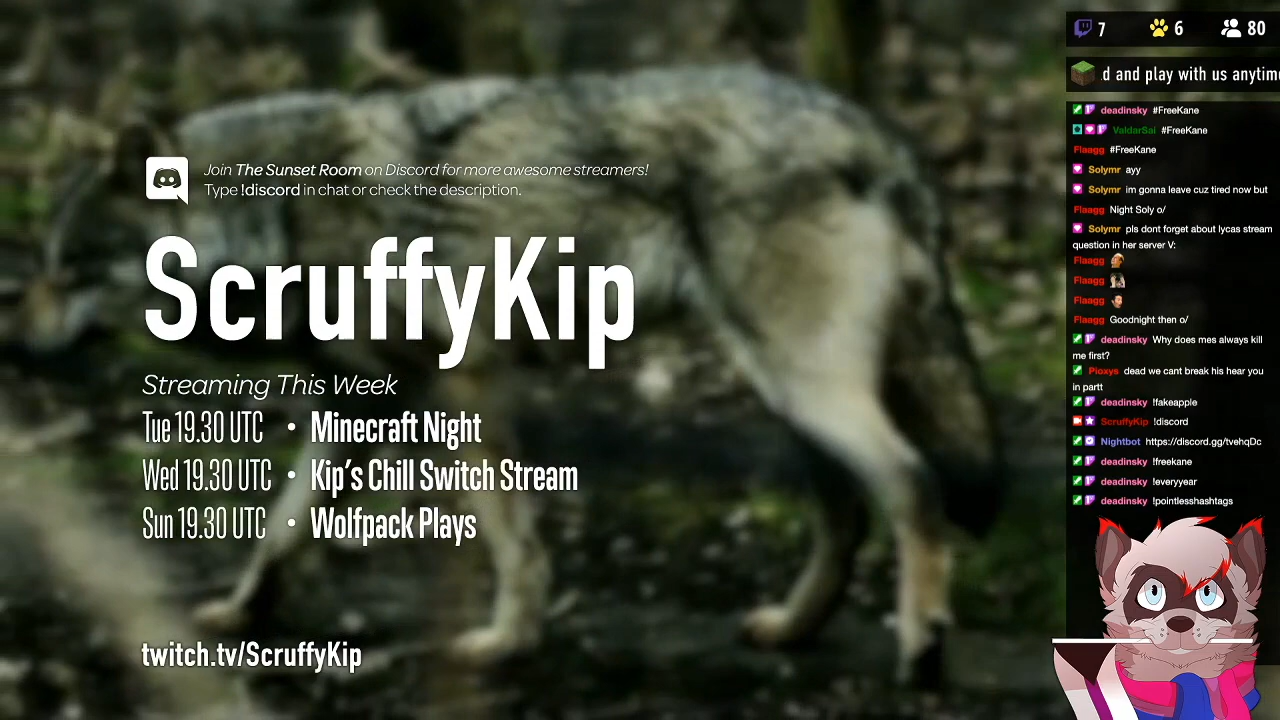 7 6 80
.d and play with us anytime
Join The Sunset Room on Discord for more awesome streamers!
Type !discord in chat or check the description.
ScruffyKip
Streaming This Week
Tue 19.30 UTC • Minecraft Night
Wed 19.30 UTC • Kip's Chill Switch Stream
Sun 19.30 UTC • Wolfpack Plays
twitch.tv/ScruffyKip
deadinsky #FreeKane
ValdarSai #FreeKane
Flaagg #FreeKane
Solymr ayy
Solymr im gonna leave cuz tired now but
Flaagg Night Soly o/
Solymr pls dont forget about lycas stream
question in her server V:
Flaagg
Flaagg
Flaagg
Flaagg Goodnight then o/
deadinsky Why does mes always kill
me first?
Pioxys dead we cant break his hear you
in partt
deadinsky !fakeapple
ScruffyKip !discord
Nightbot https://discord.gg/tvehqDc
deadinsky !freekane
deadinsky !everyyear
deadinsky !pointlesshashtags